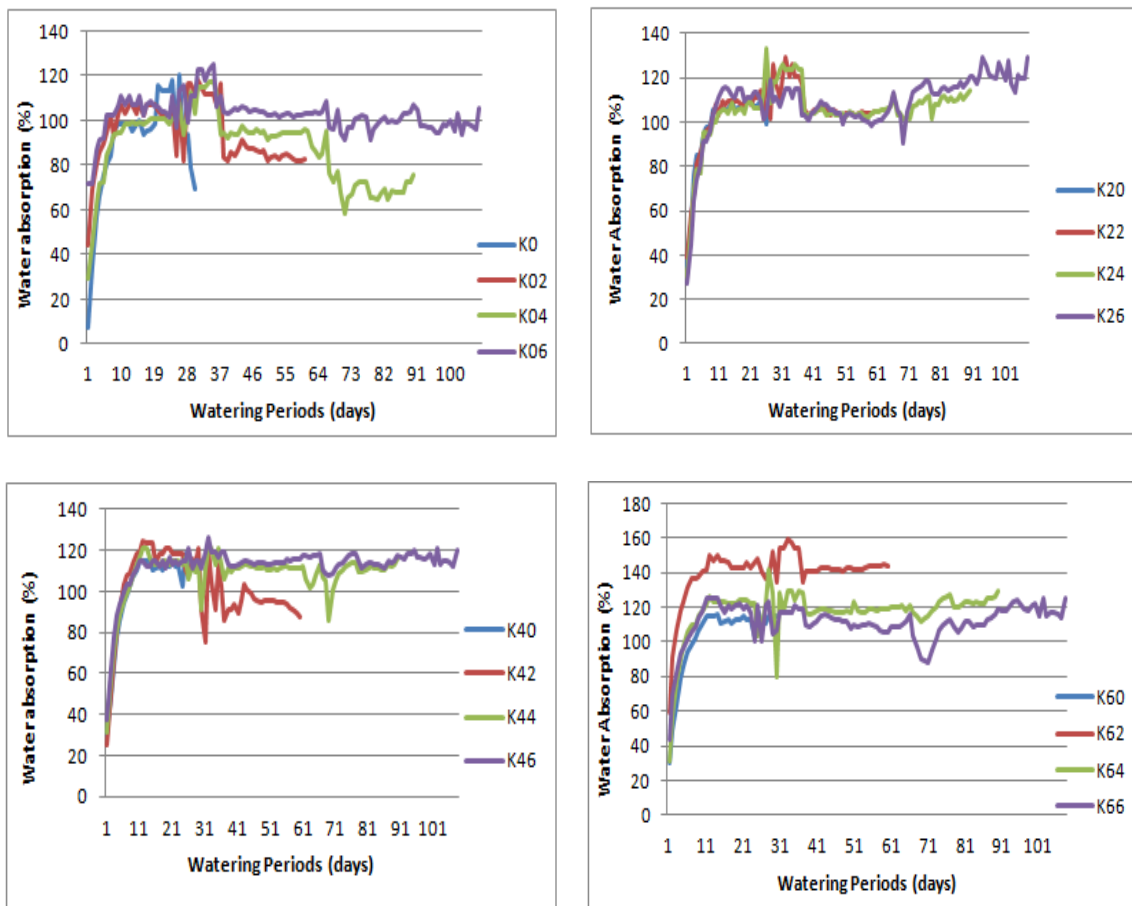 140
120
100
80
60
40
20
0
Water absorption (%)
1 10 19 28 37 46 55 64 73 82 91 100
Watering Periods (days)
K0
K02
K04
K06
140
120
100
80
60
40
20
0
Water Absorption (%)
1 11 21 31 41 51 61 71 81 91 101
Watering Periods (days)
K20
K22
K24
K26
140
120
100
80
60
40
20
0
Water absorption (%)
1 11 21 31 41 51 61 71 81 91 101
Watering Periods (days)
K40
K42
K44
K46
180
160
140
120
100
80
60
40
20
0
Water Absorption (%)
1 11 21 31 41 51 61 71 81 91 101
Watering Periods (days)
K60
K62
K64
K66